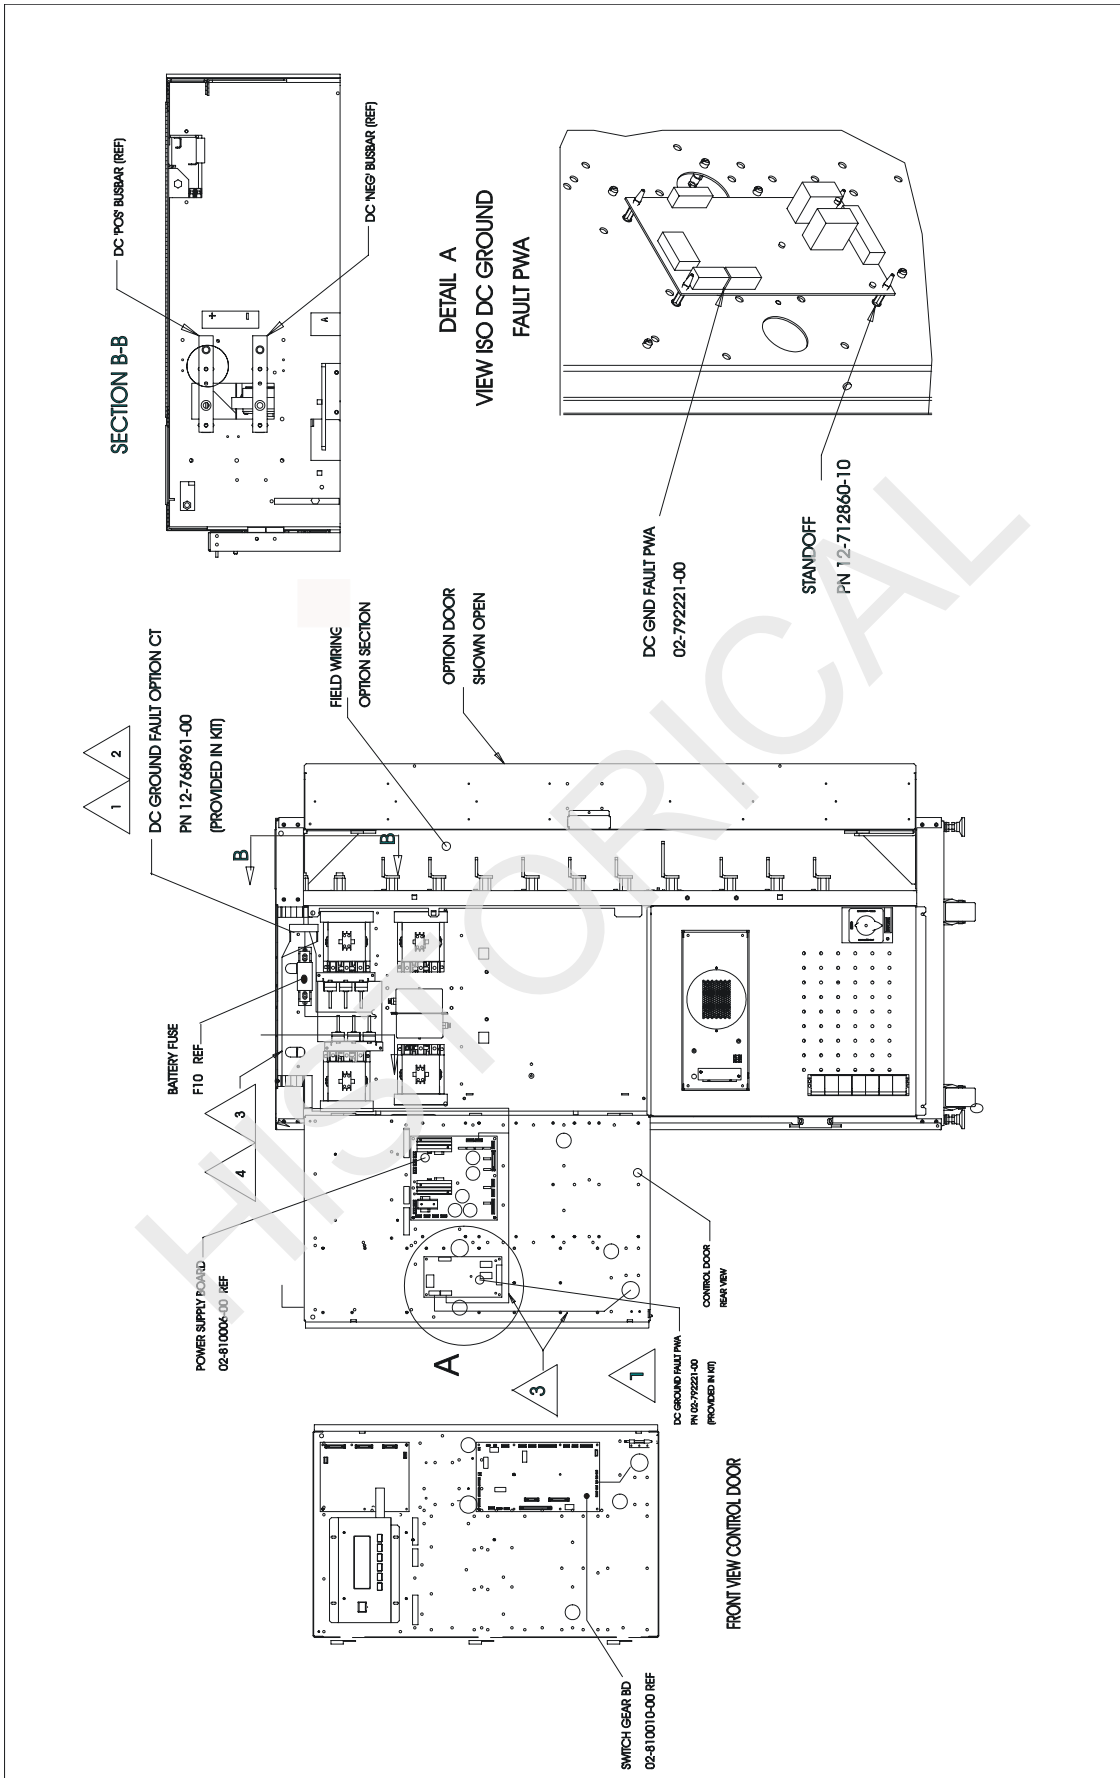 SECTION B-B
DC 'POS' BUSBAR (REF)
DC 'NEG' BUSBAR (REF)
+
-
A
DETAIL A
VIEW ISO DC GROUND
FAULT PWA
DC GND FAULT PWA
02-792221-00
STANDOFF
PN 12-712860-10
1
2
DC GROUND FAULT OPTION CT
PN 12-768961-00
(PROVIDED IN KIT)
FIELD WIRING
OPTION SECTION
OPTION DOOR
SHOWN OPEN
B
B
BATTERY FUSE
F10 REF
4
3
POWER SUPPLY BOARD
02-810006-00 REF
A
3
1
DC GROUND FAULT PWA
PN 02-792221-00
(PROVIDED IN KIT)
CONTROL DOOR
REAR VIEW
FRONT VIEW CONTROL DOOR
SWITCH GEAR BD
02-810010-00 REF
HISTORICAL